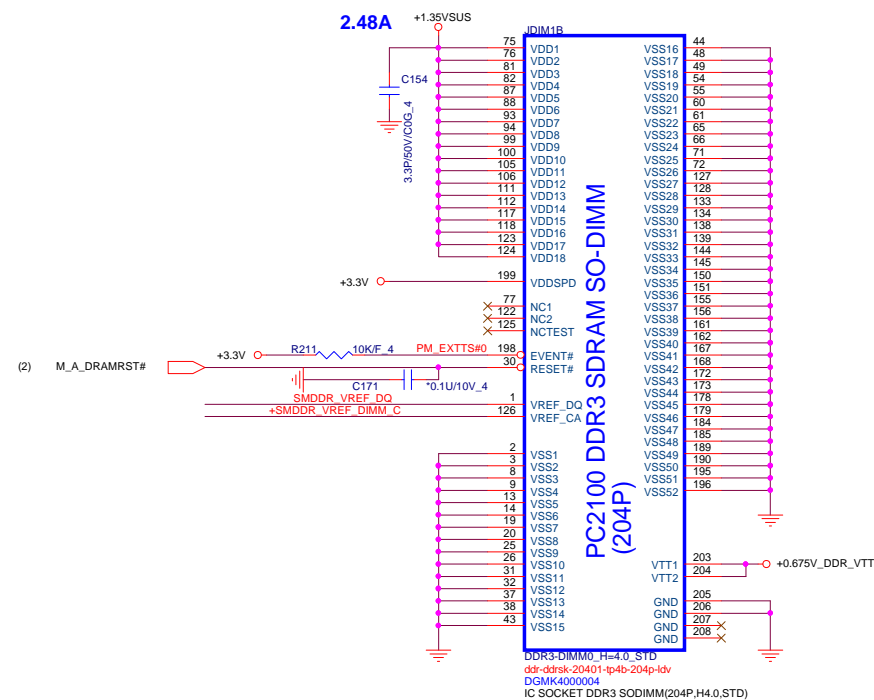 2.48A
+1.35VSUS
JDIM1B
C154
3.3P/50V/C0G_4
75 VDD1
76 VDD2
81 VDD3
82 VDD4
87 VDD5
88 VDD6
93 VDD7
94 VDD8
99 VDD9
100 VDD10
105 VDD11
106 VDD12
111 VDD13
112 VDD14
117 VDD15
118 VDD16
123 VDD17
124 VDD18
+3.3V 199 VDDSPD
77 NC1
122 NC2
125 NCTEST
+3.3V R211 10K/F_4 PM_EXTTS#0 198 EVENT#
(2) M_A_DRAMRST# 30 RESET#
C171 *0.1U/10V_4
SMDDR_VREF_DQ 1 VREF_DQ
+SMDDR_VREF_DIMM_C 126 VREF_CA
2 VSS1
3 VSS2
8 VSS3
9 VSS4
13 VSS5
14 VSS6
19 VSS7
20 VSS8
25 VSS9
26 VSS10
31 VSS11
32 VSS12
37 VSS13
38 VSS14
43 VSS15
PC2100 DDR3 SDRAM SO-DIMM
(204P)
VSS16 44
VSS17 48
VSS18 49
VSS19 54
VSS20 55
VSS21 60
VSS22 61
VSS23 65
VSS24 66
VSS25 71
VSS26 72
VSS27 127
VSS28 128
VSS29 133
VSS30 134
VSS31 138
VSS32 139
VSS33 144
VSS34 145
VSS35 150
VSS36 151
VSS37 155
VSS38 156
VSS39 161
VSS40 162
VSS41 167
VSS42 168
VSS43 172
VSS44 173
VSS45 178
VSS46 179
VSS47 184
VSS48 185
VSS49 189
VSS50 190
VSS51 195
VSS52 196
VTT1 203
VTT2 204
+0.675V_DDR_VTT
GND 205
GND 206
GND 207
GND 208
DDR3-DIMM0_H=4.0_STD
ddr-ddrsk-20401-tp4b-204p-ldv
DGMK4000004
IC SOCKET DDR3 SODIMM(204P,H4.0,STD)